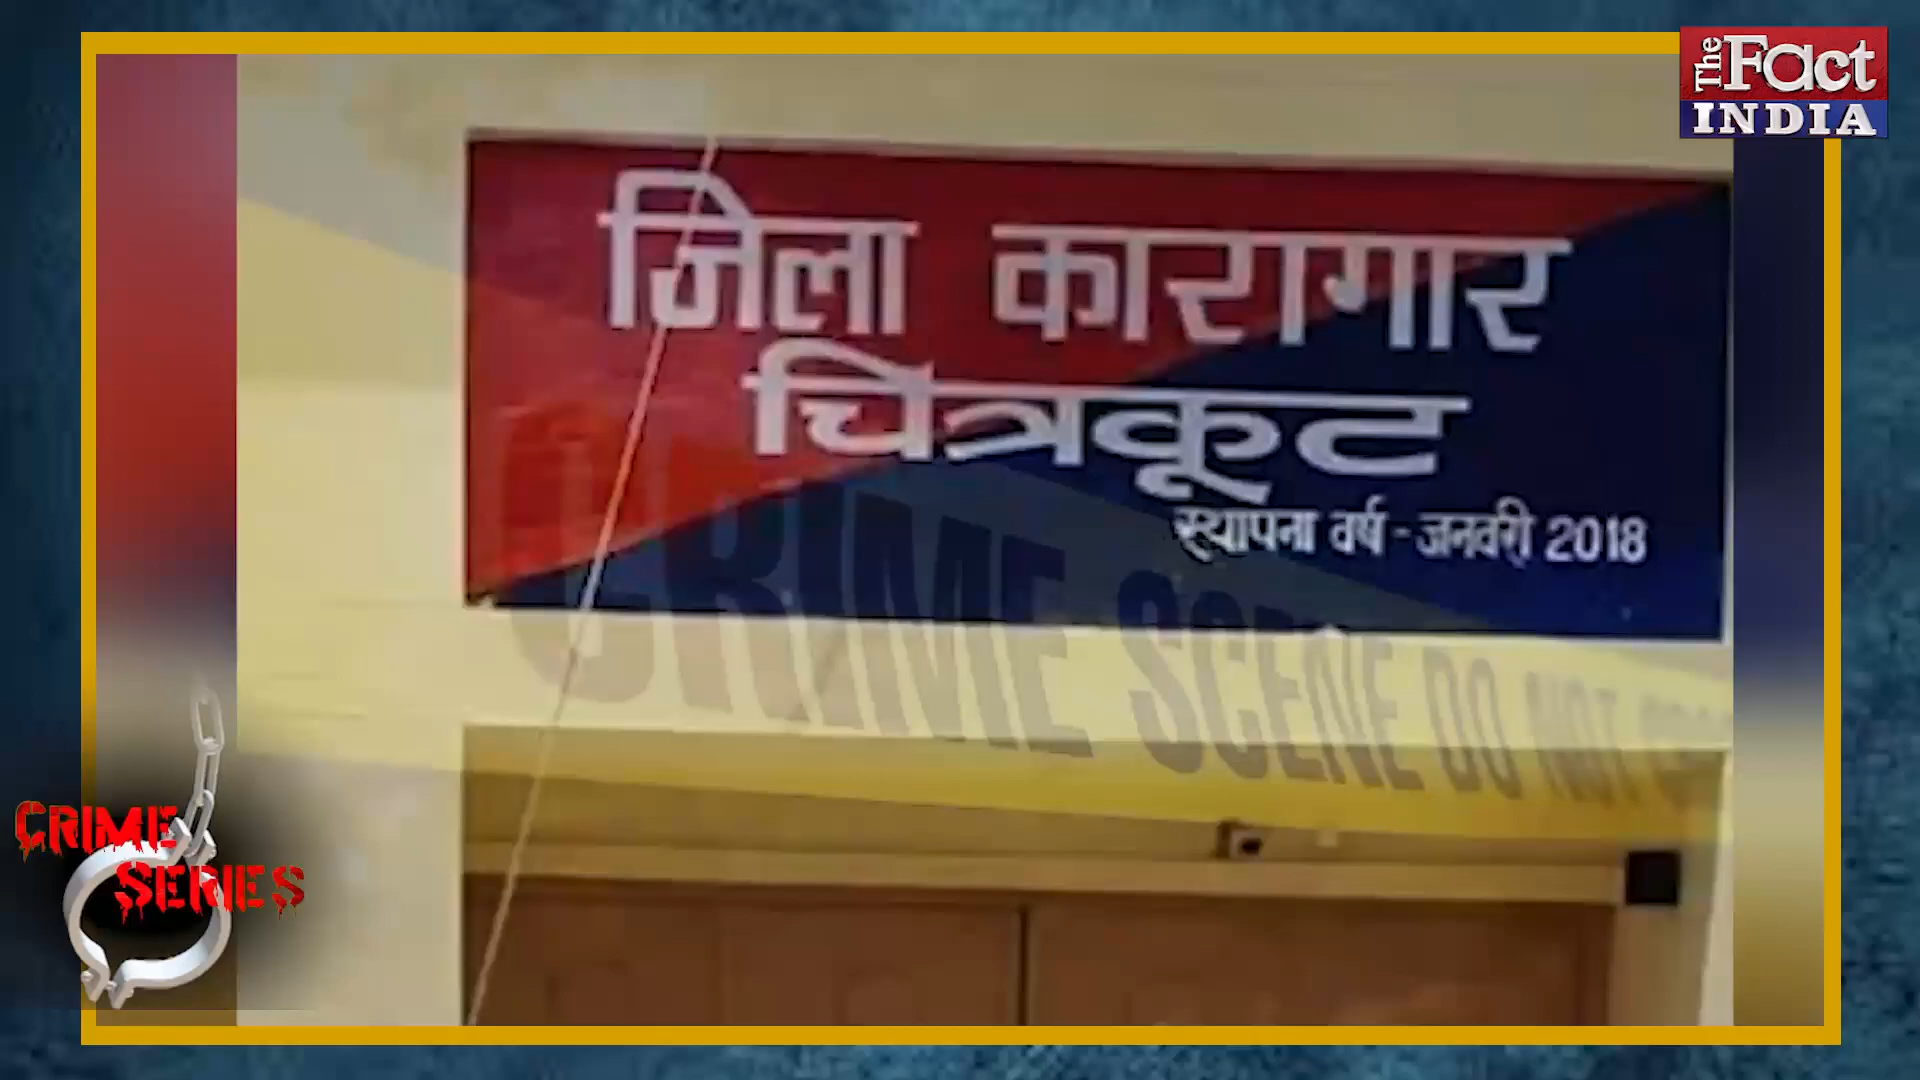 The Fact
INDIA
जिला कारागार
चित्रकूट
स्थापना वर्ष - जनवरी 2018
CRIME SCENE DO NOT
CRIME
SERIES